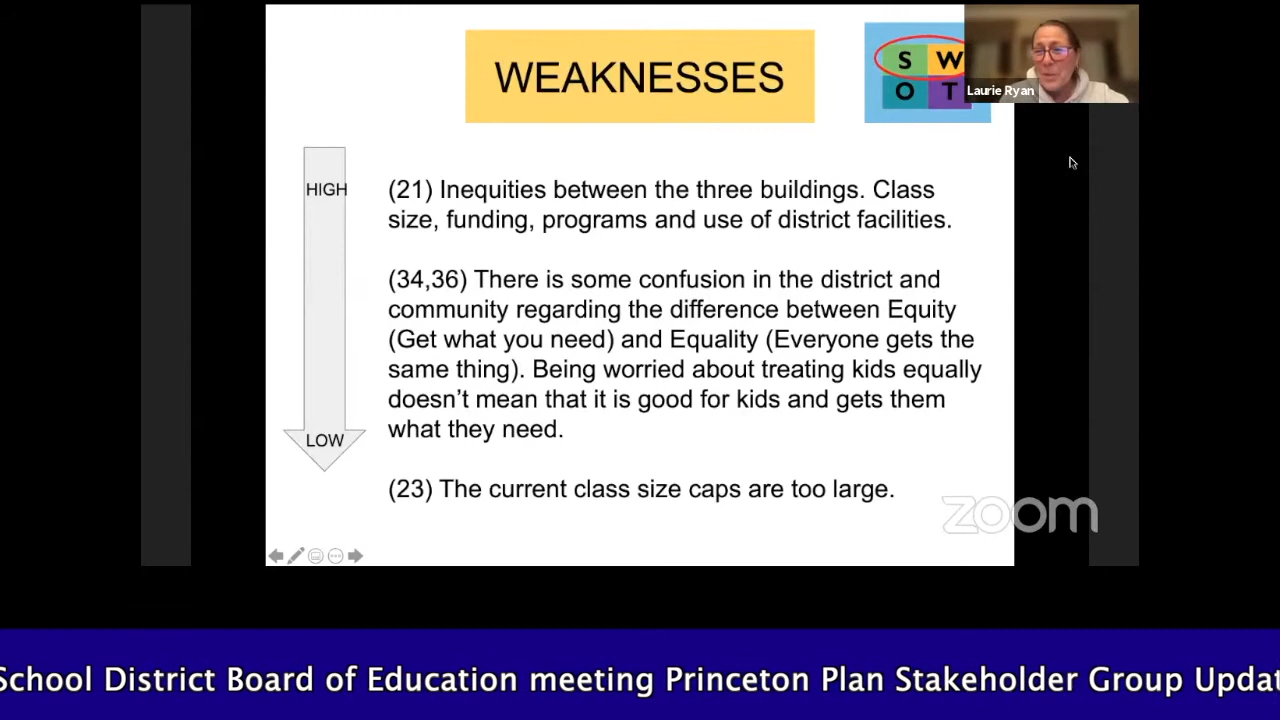 WEAKNESSES
S W
O T
Laurie Ryan
HIGH
LOW
(21) Inequities between the three buildings. Class
size, funding, programs and use of district facilities.
(34,36) There is some confusion in the district and
community regarding the difference between Equity
(Get what you need) and Equality (Everyone gets the
same thing). Being worried about treating kids equally
doesn’t mean that it is good for kids and gets them
what they need.
(23) The current class size caps are too large.
zoom
School District Board of Education meeting Princeton Plan Stakeholder Group Updat